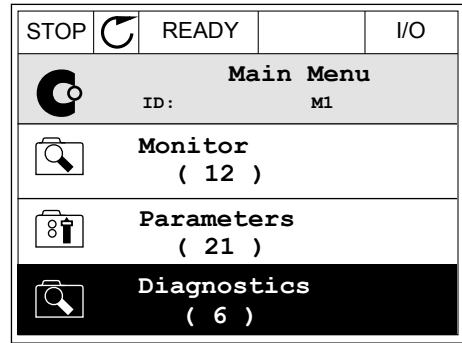 STOP READY I/O
Main Menu
ID: M1
Monitor
( 12 )
Parameters
( 21 )
Diagnostics
( 6 )